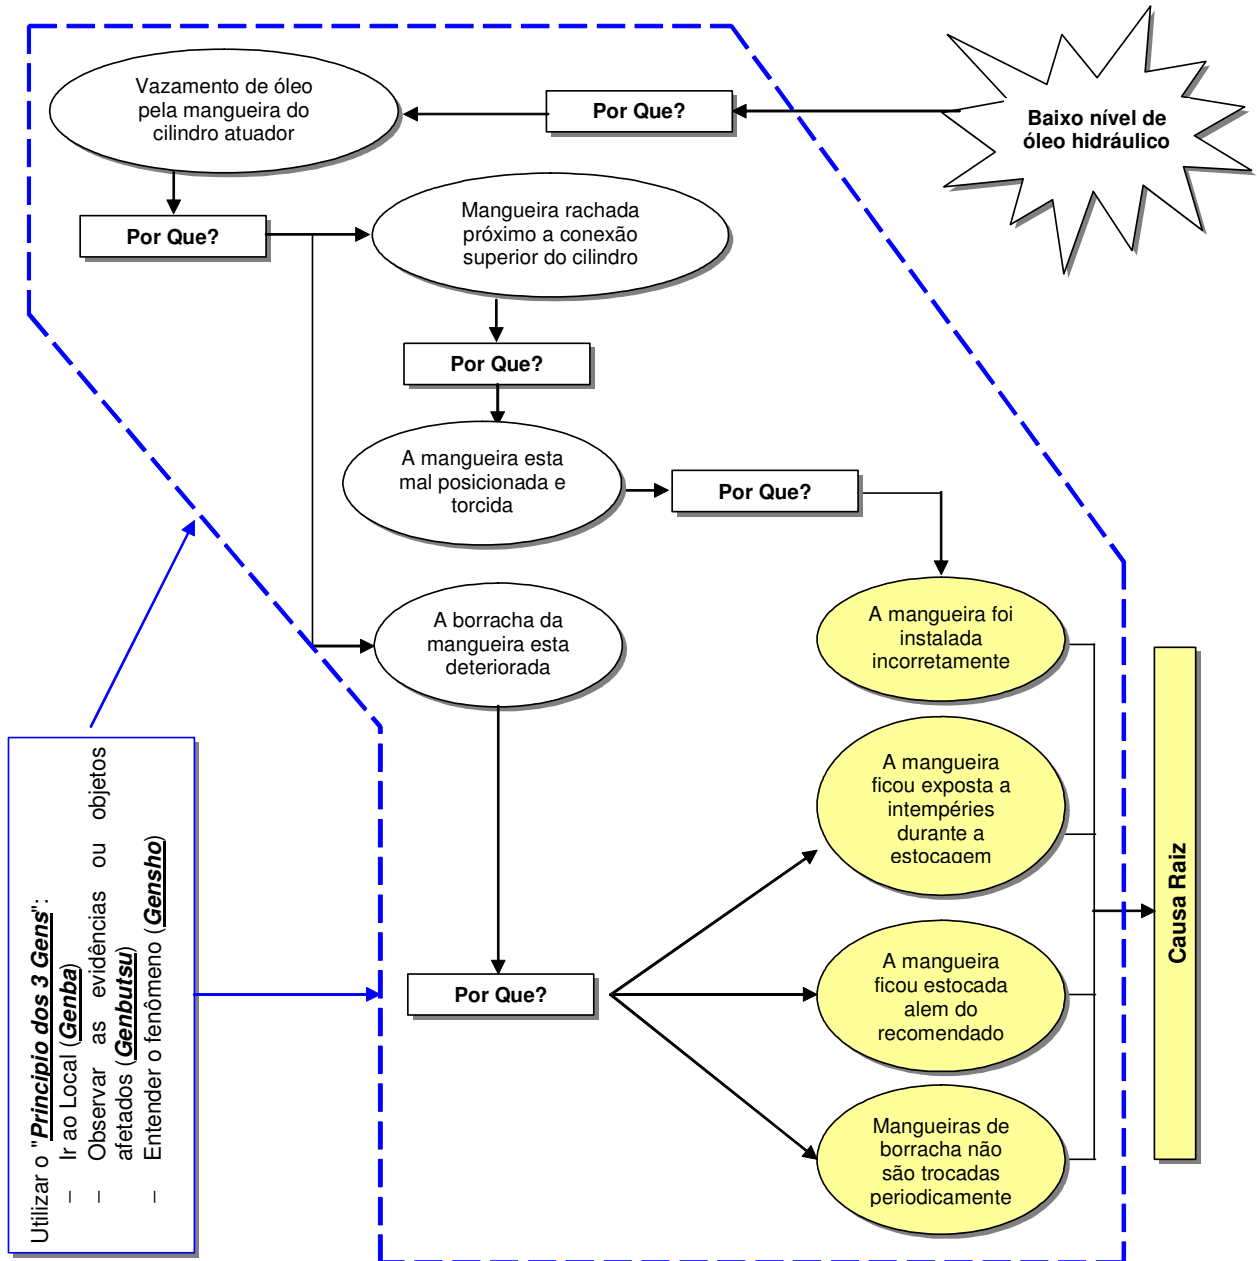 Vazamento de óleo
pela mangueira do
cilindro atuador
Por Que?
Baixo nível de
óleo hidráulico
Por Que?
Mangueira rachada
próximo a conexão
superior do cilindro
Por Que?
A mangueira esta
mal posicionada e
torcida
Por Que?
A mangueira foi
instalada
incorretamente
A borracha da
mangueira esta
deteriorada
Por Que?
A mangueira
ficou exposta a
intempéries
durante a
estocagem
A mangueira
ficou estocada
alem do
recomendado
Mangueiras de
borracha não
são trocadas
periodicamente
Causa Raiz
Utilizar o "Principio dos 3 Gens":
– Ir ao Local (Genba)
– Observar as evidências ou objetos
afetados (Genbutsu)
– Entender o fenômeno (Gensho)